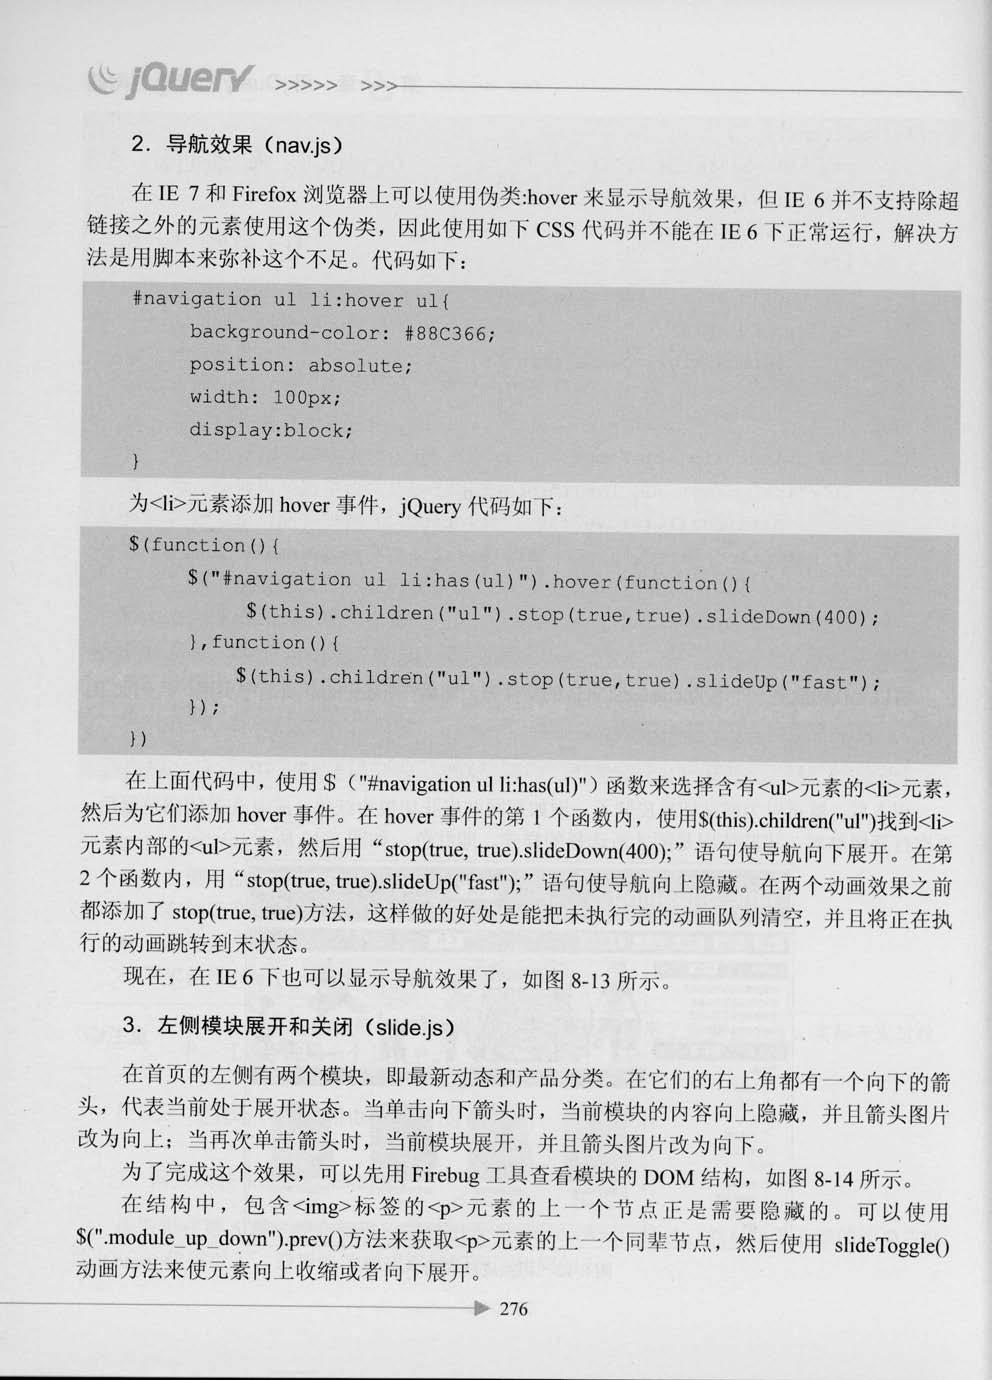 jQuery >>>>> >>>
2．导航效果（nav.js）
在 IE 7 和 Firefox 浏览器上可以使用伪类:hover 来显示导航效果，但 IE 6 并不支持除超
链接之外的元素使用这个伪类，因此使用如下 CSS 代码并不能在 IE 6 下正常运行，解决方
法是用脚本来弥补这个不足。代码如下：
#navigation ul li:hover ul{
background-color: #88C366;
position: absolute;
width: 100px;
display:block;
}
为<li>元素添加 hover 事件，jQuery 代码如下：
$(function(){
$("#navigation ul li:has(ul)").hover(function(){
$(this).children("ul").stop(true,true).slideDown(400);
},function(){
$(this).children("ul").stop(true,true).slideUp("fast");
});
})
在上面代码中，使用＄（"#navigation ul li:has(ul)"）函数来选择含有<ul>元素的<li>元素，
然后为它们添加 hover 事件。在 hover 事件的第 1 个函数内，使用$(this).children("ul")找到<li>
元素内部的<ul>元素，然后用“stop(true, true).slideDown(400);”语句使导航向下展开。在第
2 个函数内，用“stop(true, true).slideUp("fast");”语句使导航向上隐藏。在两个动画效果之前
都添加了 stop(true, true)方法，这样做的好处是能把未执行完的动画队列清空，并且将正在执
行的动画跳转到末状态。
现在，在 IE 6 下也可以显示导航效果了，如图 8-13 所示。
3．左侧模块展开和关闭（slide.js）
在首页的左侧有两个模块，即最新动态和产品分类。在它们的右上角都有一个向下的箭
头，代表当前处于展开状态。当单击向下箭头时，当前模块的内容向上隐藏，并且箭头图片
改为向上；当再次单击箭头时，当前模块展开，并且箭头图片改为向下。
为了完成这个效果，可以先用 Firebug 工具查看模块的 DOM 结构，如图 8-14 所示。
在结构中，包含<img>标签的<p>元素的上一个节点正是需要隐藏的。可以使用
$(".module_up_down").prev()方法来获取<p>元素的上一个同辈节点，然后使用 slideToggle()
动画方法来使元素向上收缩或者向下展开。
276